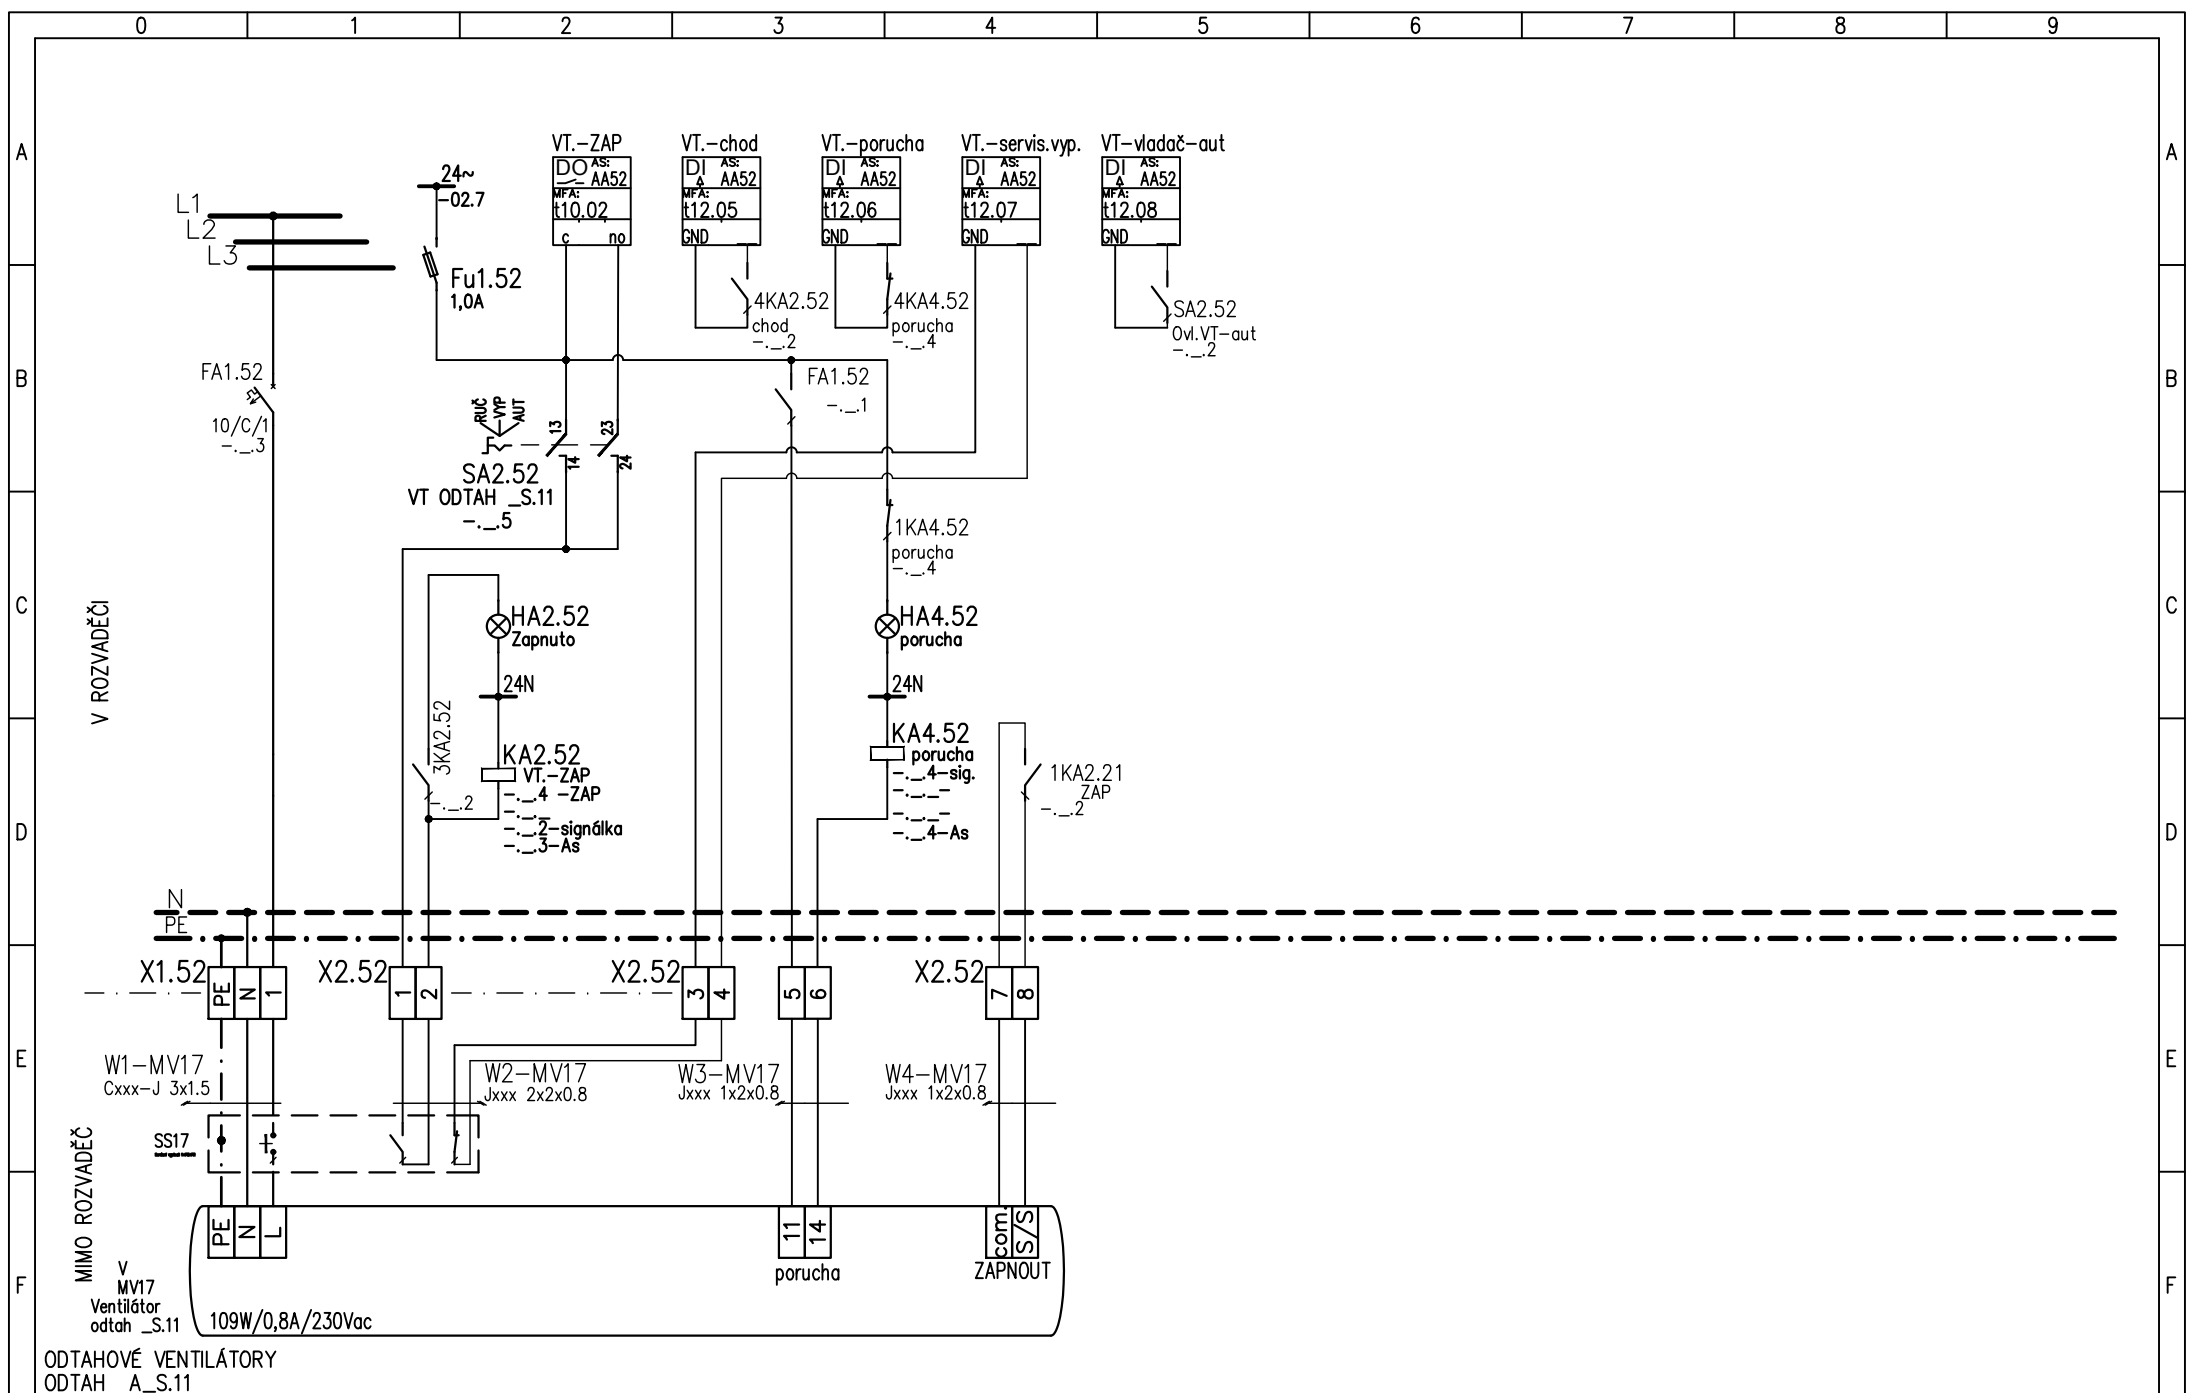 0 1 2 3 4 5 6 7 8 9
A A
B B
C C
D D
E E
F F
VT.-ZAP
DO AS: AA52
MFA:
t10.02
c no
VT.-chod
DI AS: AA52
MFA:
t12.05
GND __
VT.-porucha
DI AS: AA52
MFA:
t12.06
GND __
VT.-servis.vyp.
DI AS: AA52
MFA:
t12.07
GND __
VT-vladač-aut
DI AS: AA52
MFA:
t12.08
GND __
L1
L2
L3
24~
-02.7
Fu1.52
1,0A
4KA2.52
chod
-._.2
4KA4.52
porucha
-._.4
SA2.52
Ovl.VT-aut
-._.2
FA1.52
10/C/1
-._.3
FA1.52
-._.1
RUČ
VYP
AUT
13
14
23
24
SA2.52
VT ODTAH _S.11
-._.5
1KA4.52
porucha
-._.4
V ROZVADĚČI
HA2.52
Zapnuto
HA4.52
porucha
24N
24N
3KA2.52
-._.2
KA2.52
VT.-ZAP
-._.4 -ZAP
-._._
-._.2-signálka
-._.3-As
KA4.52
porucha
-._.4-sig.
-._._-
-._._-
-._.4-As
1KA2.21
ZAP
-._.2
N
PE
X1.52
PE N 1
X2.52
1 2
X2.52
3 4
5 6
X2.52
7 8
W1-MV17
Cxxx-J 3x1.5
W2-MV17
Jxxx 2x2x0.8
W3-MV17
Jxxx 1x2x0.8
W4-MV17
Jxxx 1x2x0.8
SS17
MIMO ROZVADĚČ
PE N L
11 14
porucha
com. S/S
ZAPNOUT
V
MV17
Ventilátor
odtah _S.11
109W/0,8A/230Vac
ODTAHOVÉ VENTILÁTORY
ODTAH A_S.11